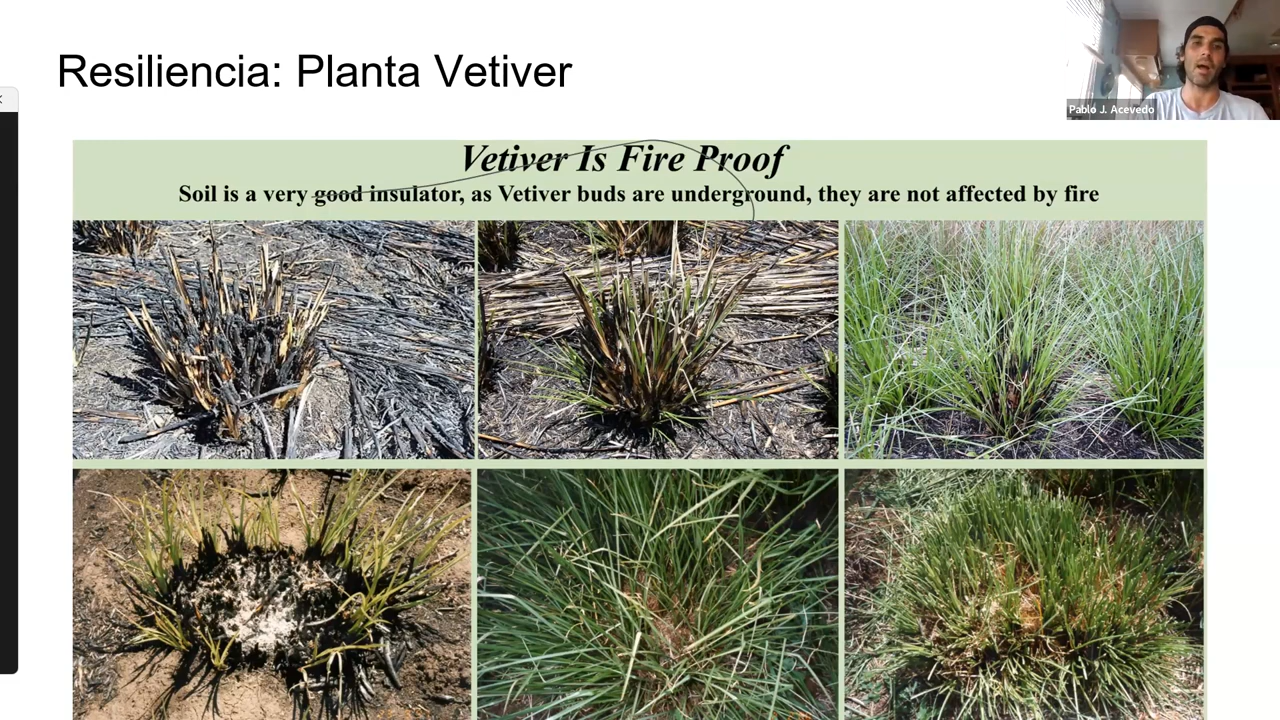 Resiliencia: Planta Vetiver
Pablo J. Acevedo
Vetiver Is Fire Proof
Soil is a very good insulator, as Vetiver buds are underground, they are not affected by fire